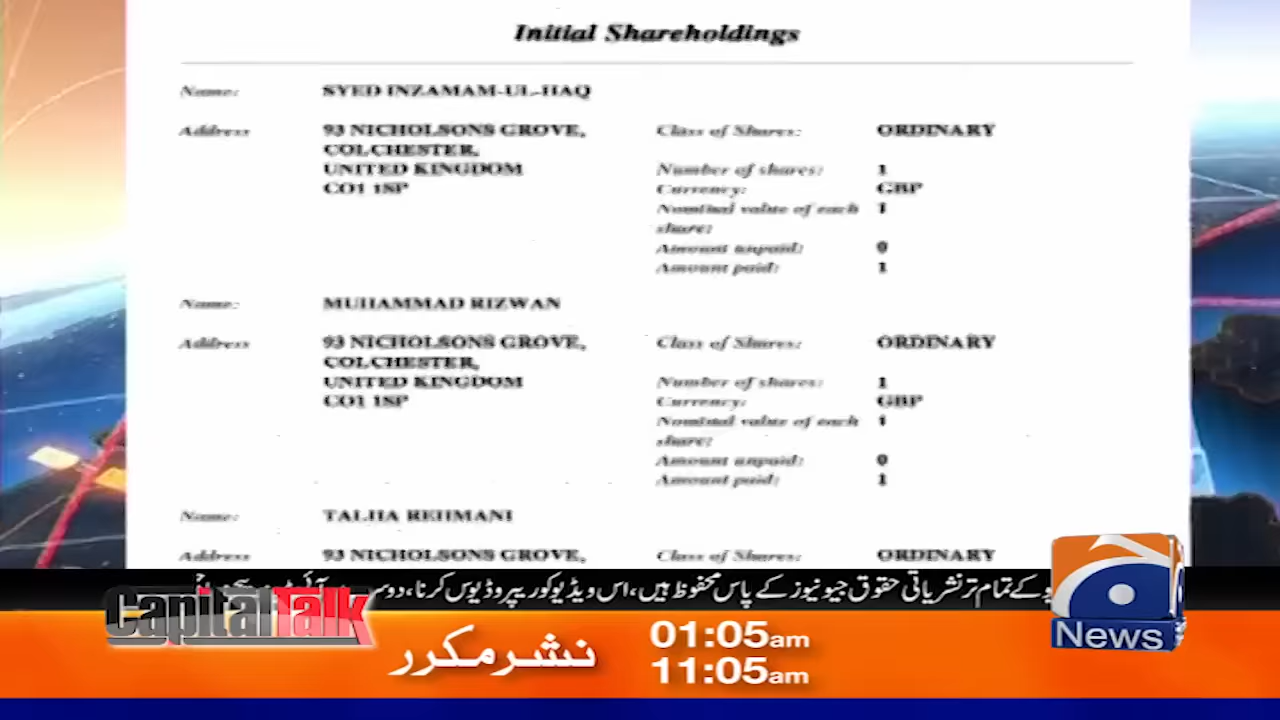 Initial Shareholdings
Name: SYED INZAMAM-UL-HAQ
Address 93 NICHOLSONS GROVE, Class of Shares: ORDINARY
COLCHESTER,
UNITED KINGDOM Number of shares: 1
CO1 1SP Currency: GBP
Nominal value of each 1
share:
Amount unpaid: 0
Amount paid: 1
Name: MUHAMMAD RIZWAN
Address 93 NICHOLSONS GROVE, Class of Shares: ORDINARY
COLCHESTER,
UNITED KINGDOM Number of shares: 1
CO1 1SP Currency: GBP
Nominal value of each 1
share:
Amount unpaid: 0
Amount paid: 1
Name: TALHA REHMANI
Address 93 NICHOLSONS GROVE, Class of Shares: ORDINARY
کے تمام تر نشریاتی حقوق جیو نیوز کے پاس محفوظ ہیں، اس ویڈیو کو ریپروڈیوس کرنا،
Capital Talk
نشر مکرر
01:05am
11:05am
News